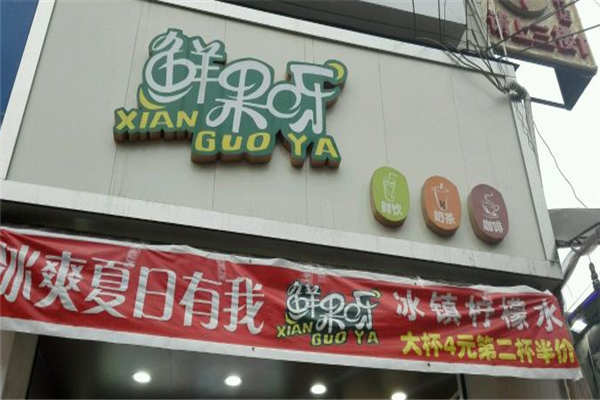 鲜果呀
XIAN
GUO YA
鲜饮
奶茶
咖啡
冰爽夏日有我
鲜果呀
XIAN
GUO YA
冰镇柠檬水
大杯4元第二杯半价